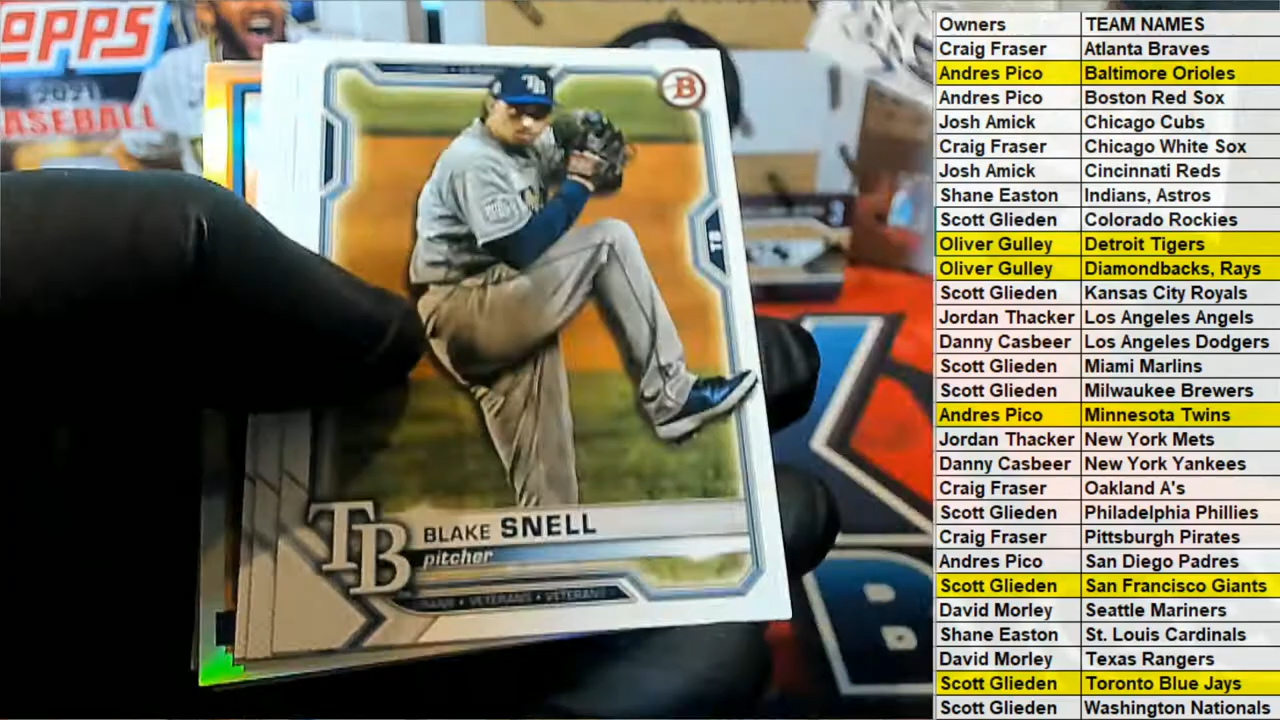 OPPS
2021
ASEBALL
TB
B
TB
BLAKE SNELL
pitcher
VETERANS • VETERANS
3
B
Owners TEAM NAMES
Craig Fraser Atlanta Braves
Andres Pico Baltimore Orioles
Andres Pico Boston Red Sox
Josh Amick Chicago Cubs
Craig Fraser Chicago White Sox
Josh Amick Cincinnati Reds
Shane Easton Indians, Astros
Scott Glieden Colorado Rockies
Oliver Gulley Detroit Tigers
Oliver Gulley Diamondbacks, Rays
Scott Glieden Kansas City Royals
Jordan Thacker Los Angeles Angels
Danny Casbeer Los Angeles Dodgers
Scott Glieden Miami Marlins
Scott Glieden Milwaukee Brewers
Andres Pico Minnesota Twins
Jordan Thacker New York Mets
Danny Casbeer New York Yankees
Craig Fraser Oakland A's
Scott Glieden Philadelphia Phillies
Craig Fraser Pittsburgh Pirates
Andres Pico San Diego Padres
Scott Glieden San Francisco Giants
David Morley Seattle Mariners
Shane Easton St. Louis Cardinals
David Morley Texas Rangers
Scott Glieden Toronto Blue Jays
Scott Glieden Washington Nationals